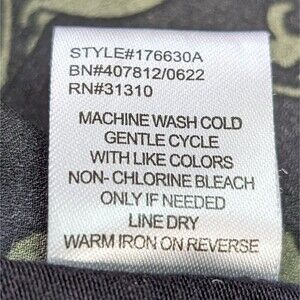 STYLE#176630A
BN#407812/0622
RN#31310
MACHINE WASH COLD
GENTLE CYCLE
WITH LIKE COLORS
NON- CHLORINE BLEACH
ONLY IF NEEDED
LINE DRY
WARM IRON ON REVERSE